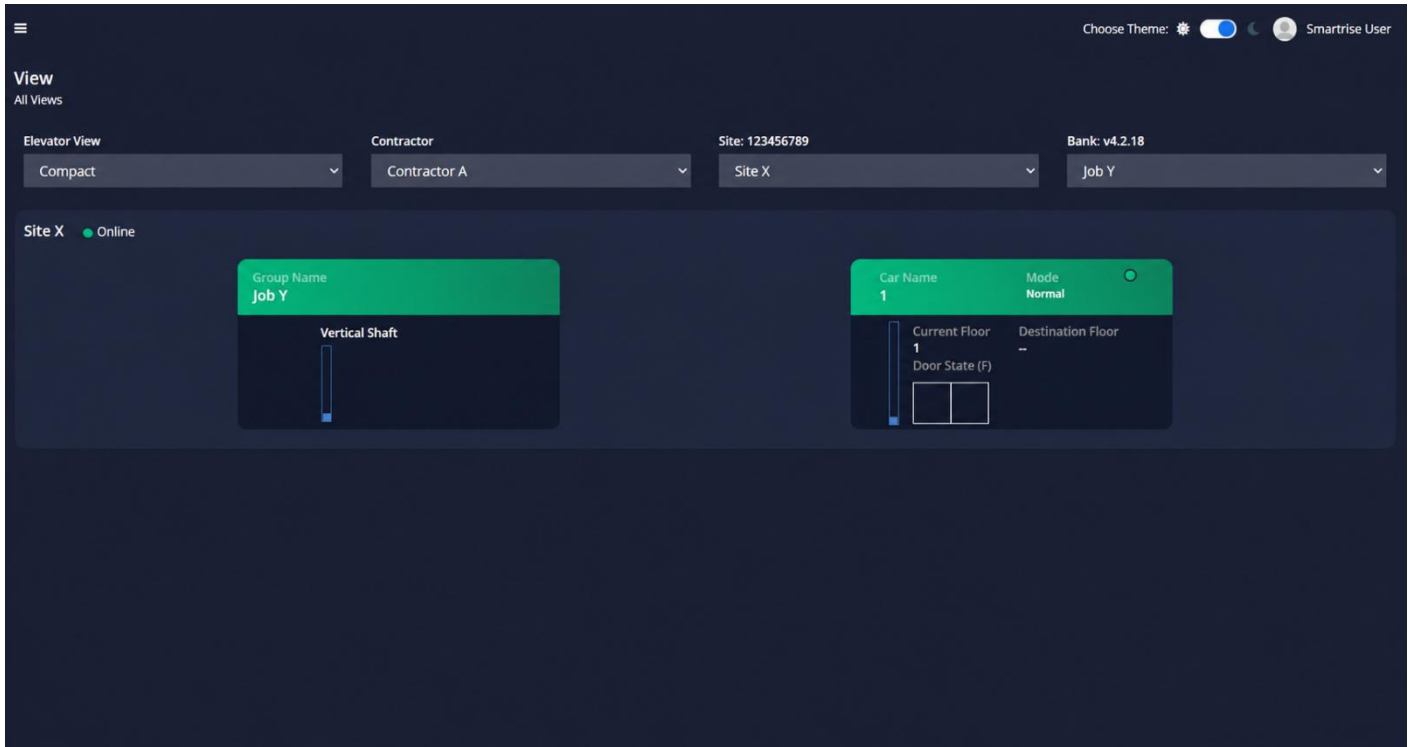 Choose Theme: Smartrise User
View
All Views
Elevator View Contractor Site: 123456789 Bank: v4.2.18
Compact Contractor A Site X Job Y
Site X Online
Group Name
Job Y
Vertical Shaft
Car Name Mode
1 Normal
Current Floor Destination Floor
1 --
Door State (F)